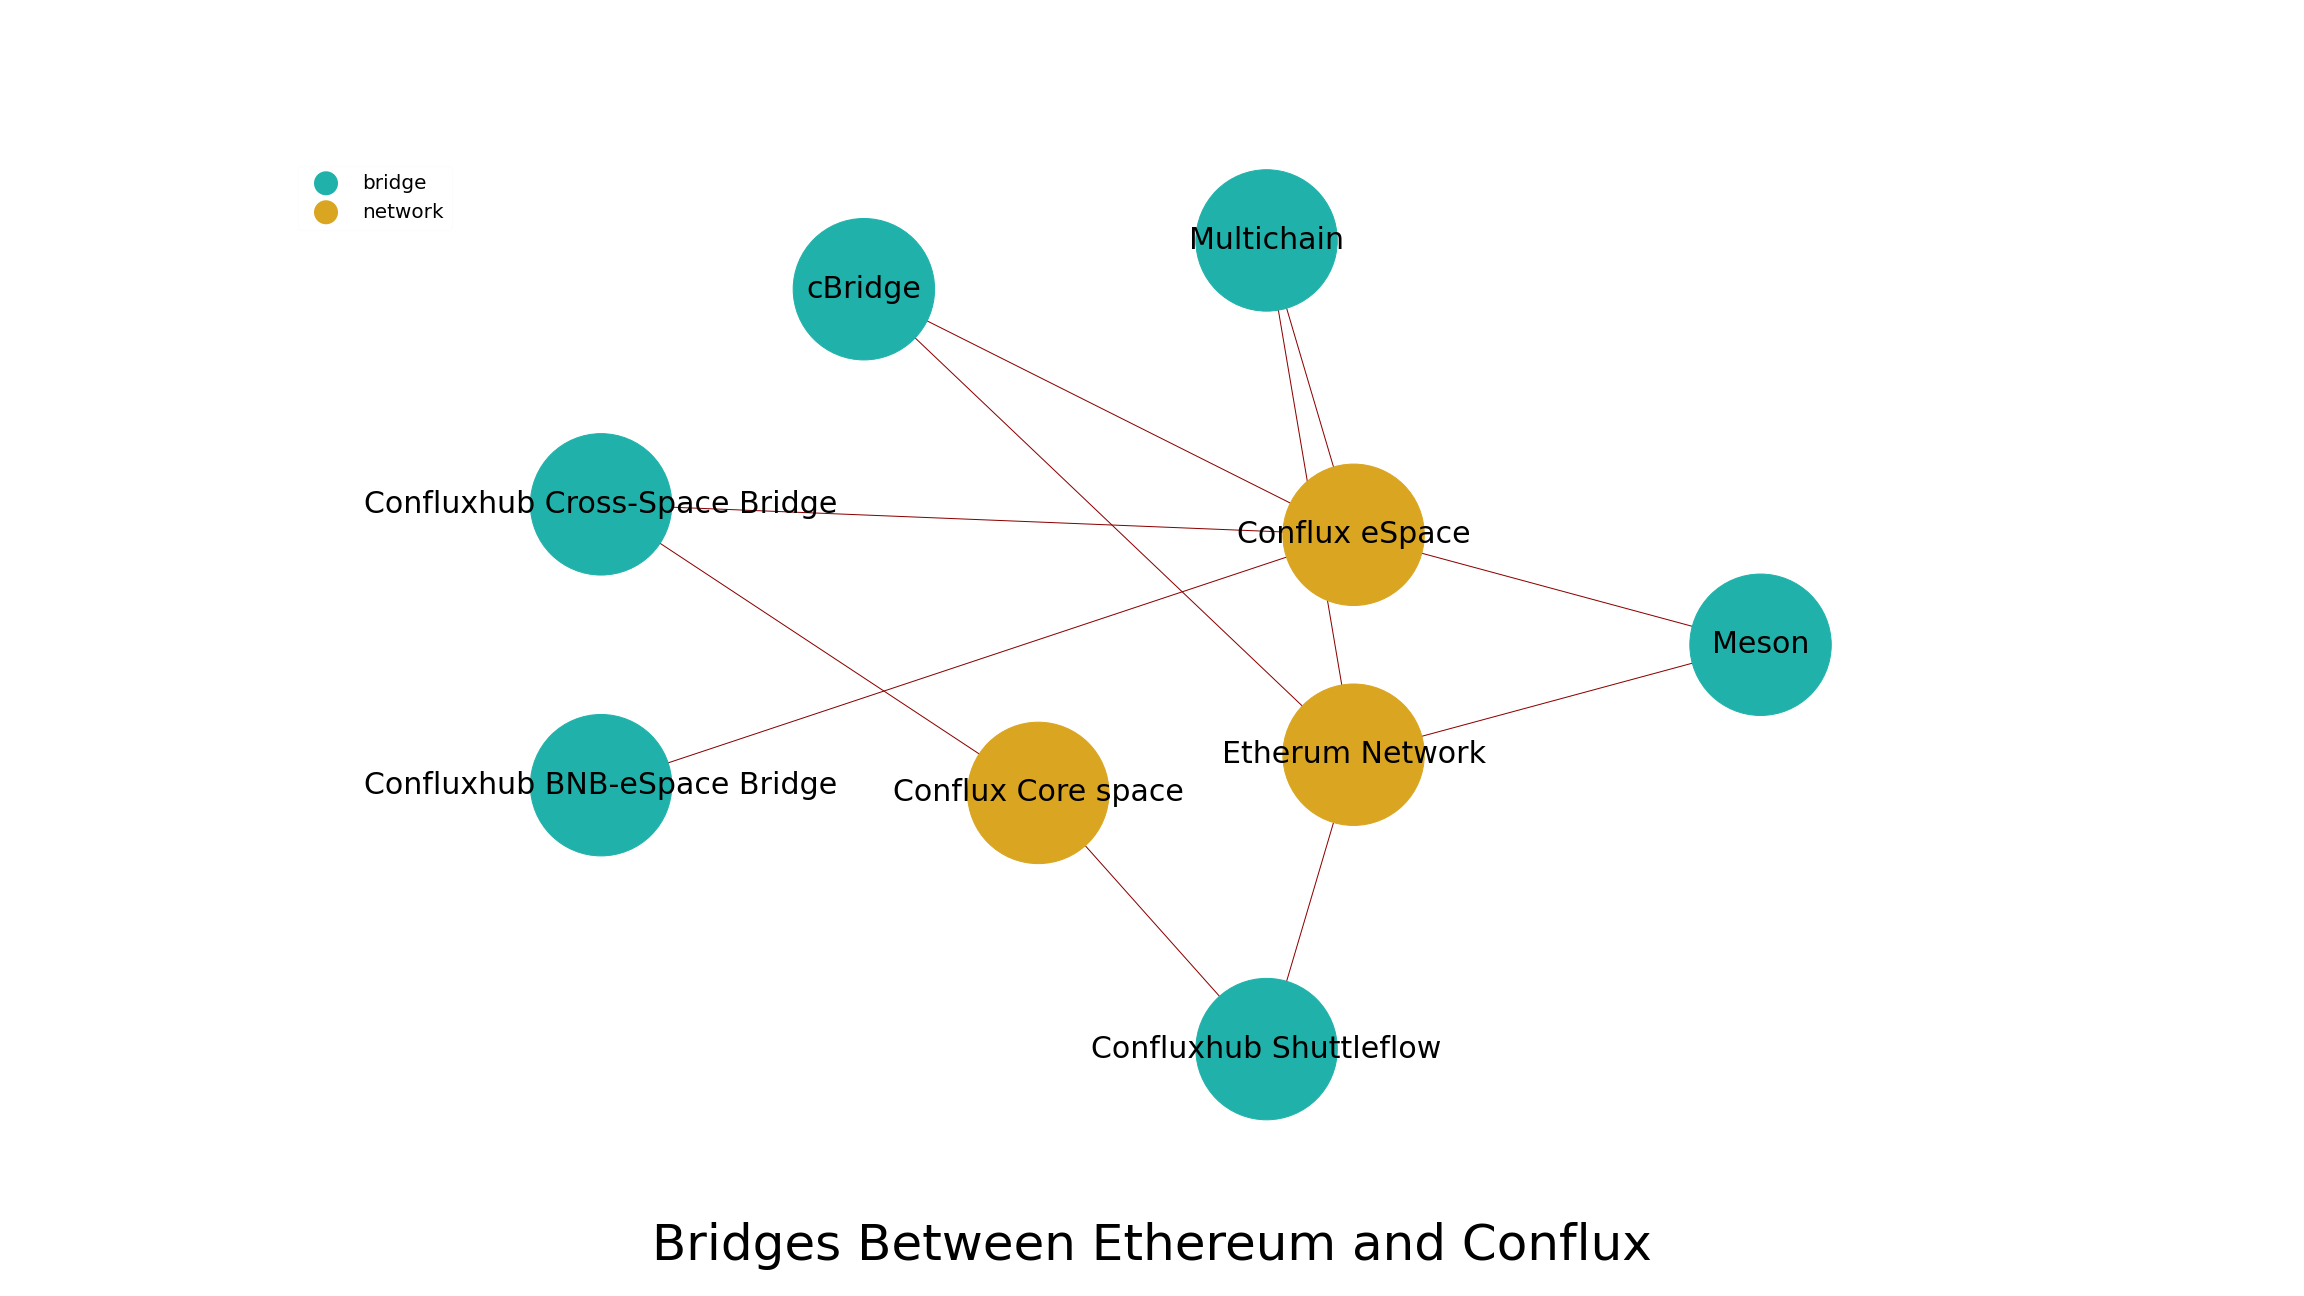 bridge
network
Multichain
cBridge
Confluxhub Cross-Space Bridge
Conflux eSpace
Meson
Etherum Network
Confluxhub BNB-eSpace Bridge
Conflux Core space
Confluxhub Shuttleflow
Bridges Between Ethereum and Conflux